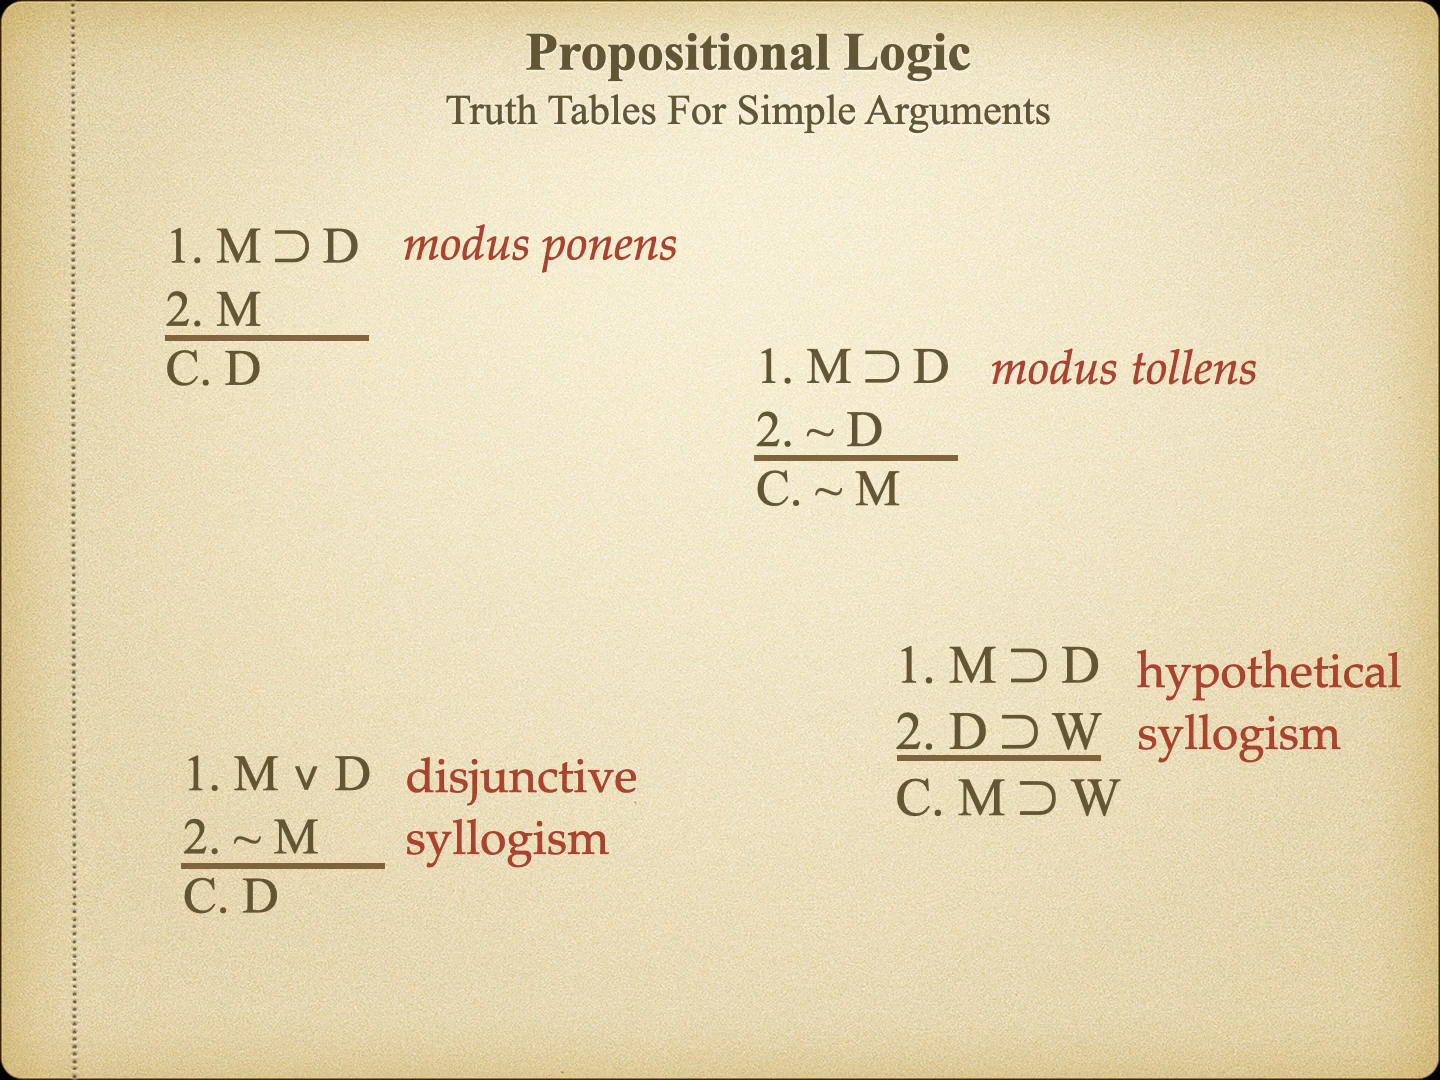 Propositional Logic
Truth Tables For Simple Arguments
1. M ⊃ D modus ponens
2. M
C. D
1. M ⊃ D modus tollens
2. ~ D
C. ~ M
1. M v D disjunctive
2. ~ M syllogism
C. D
1. M ⊃ D hypothetical
2. D ⊃ W syllogism
C. M ⊃ W